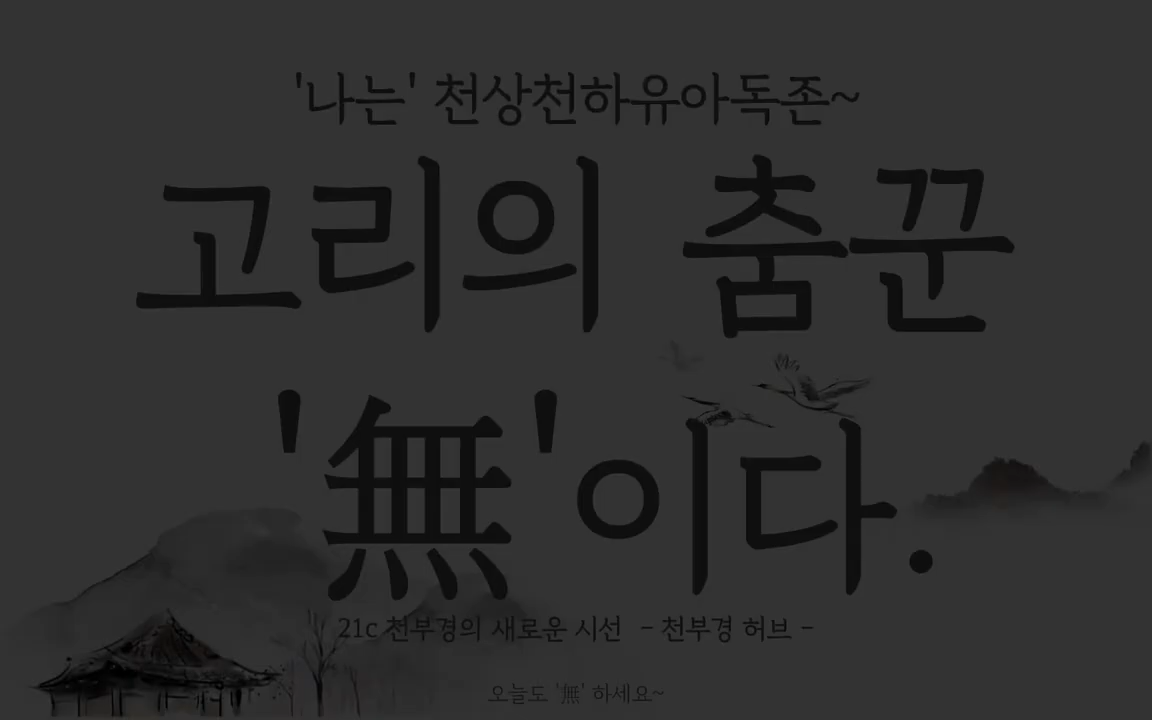 '나는' 천상천하유아독존~
고리의 춤꾼
'無'이다.
21c 천부경의 새로운 시선 - 천부경 허브 -
오늘도 '無' 하세요~